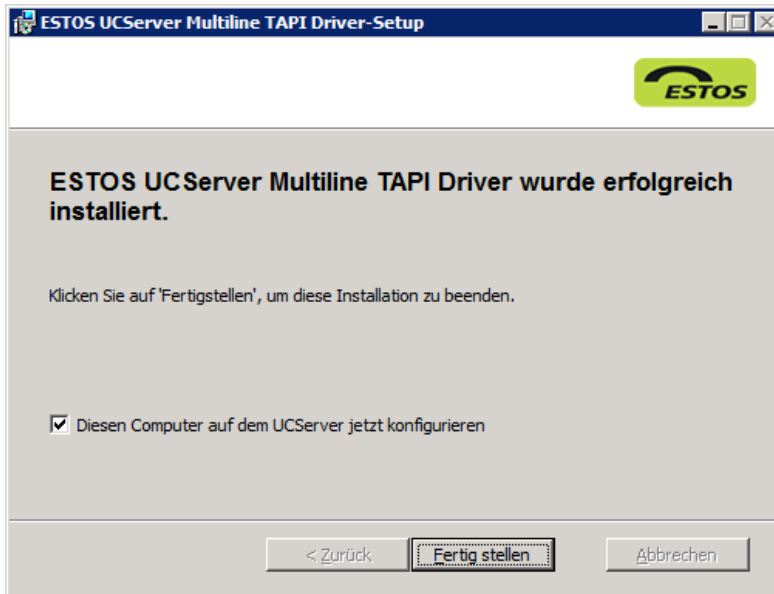 ESTOS UCServer Multiline TAPI Driver-Setup
ESTOS
ESTOS UCServer Multiline TAPI Driver wurde erfolgreich
installiert.
Klicken Sie auf 'Fertigstellen', um diese Installation zu beenden.
Diesen Computer auf dem UCServer jetzt konfigurieren
< Zurück
Fertig stellen
Abbrechen